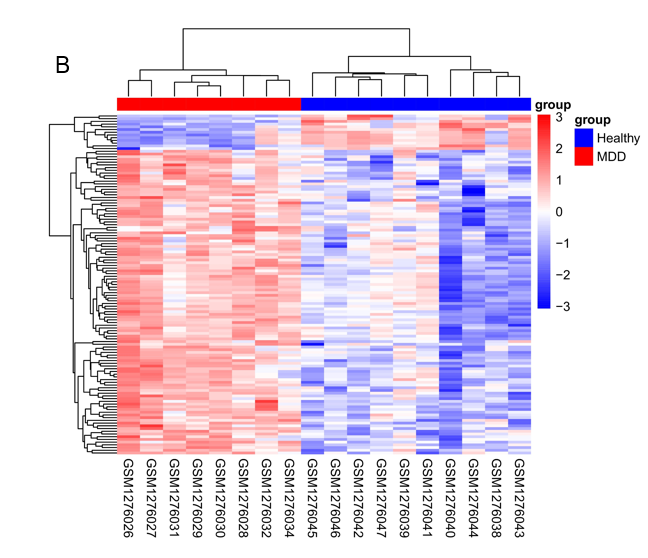 B
group
group
Healthy
MDD
3
2
1
0
−1
−2
−3
GSM1276026
GSM1276027
GSM1276031
GSM1276029
GSM1276030
GSM1276028
GSM1276032
GSM1276034
GSM1276045
GSM1276046
GSM1276042
GSM1276047
GSM1276039
GSM1276041
GSM1276040
GSM1276044
GSM1276038
GSM1276043